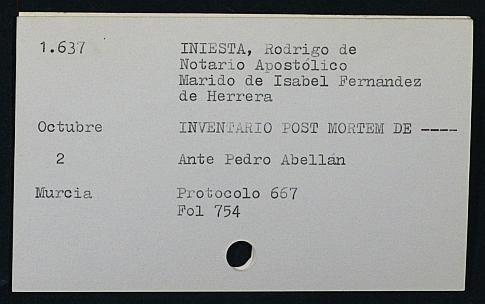 1.637 INIESTA, Rodrigo de
Notario Apostólico
Marido de Isabel Fernandez
de Herrera
Octubre INVENTARIO POST MORTEM DE ----
2 Ante Pedro Abellan
Murcia Protocolo 667
Fol 754